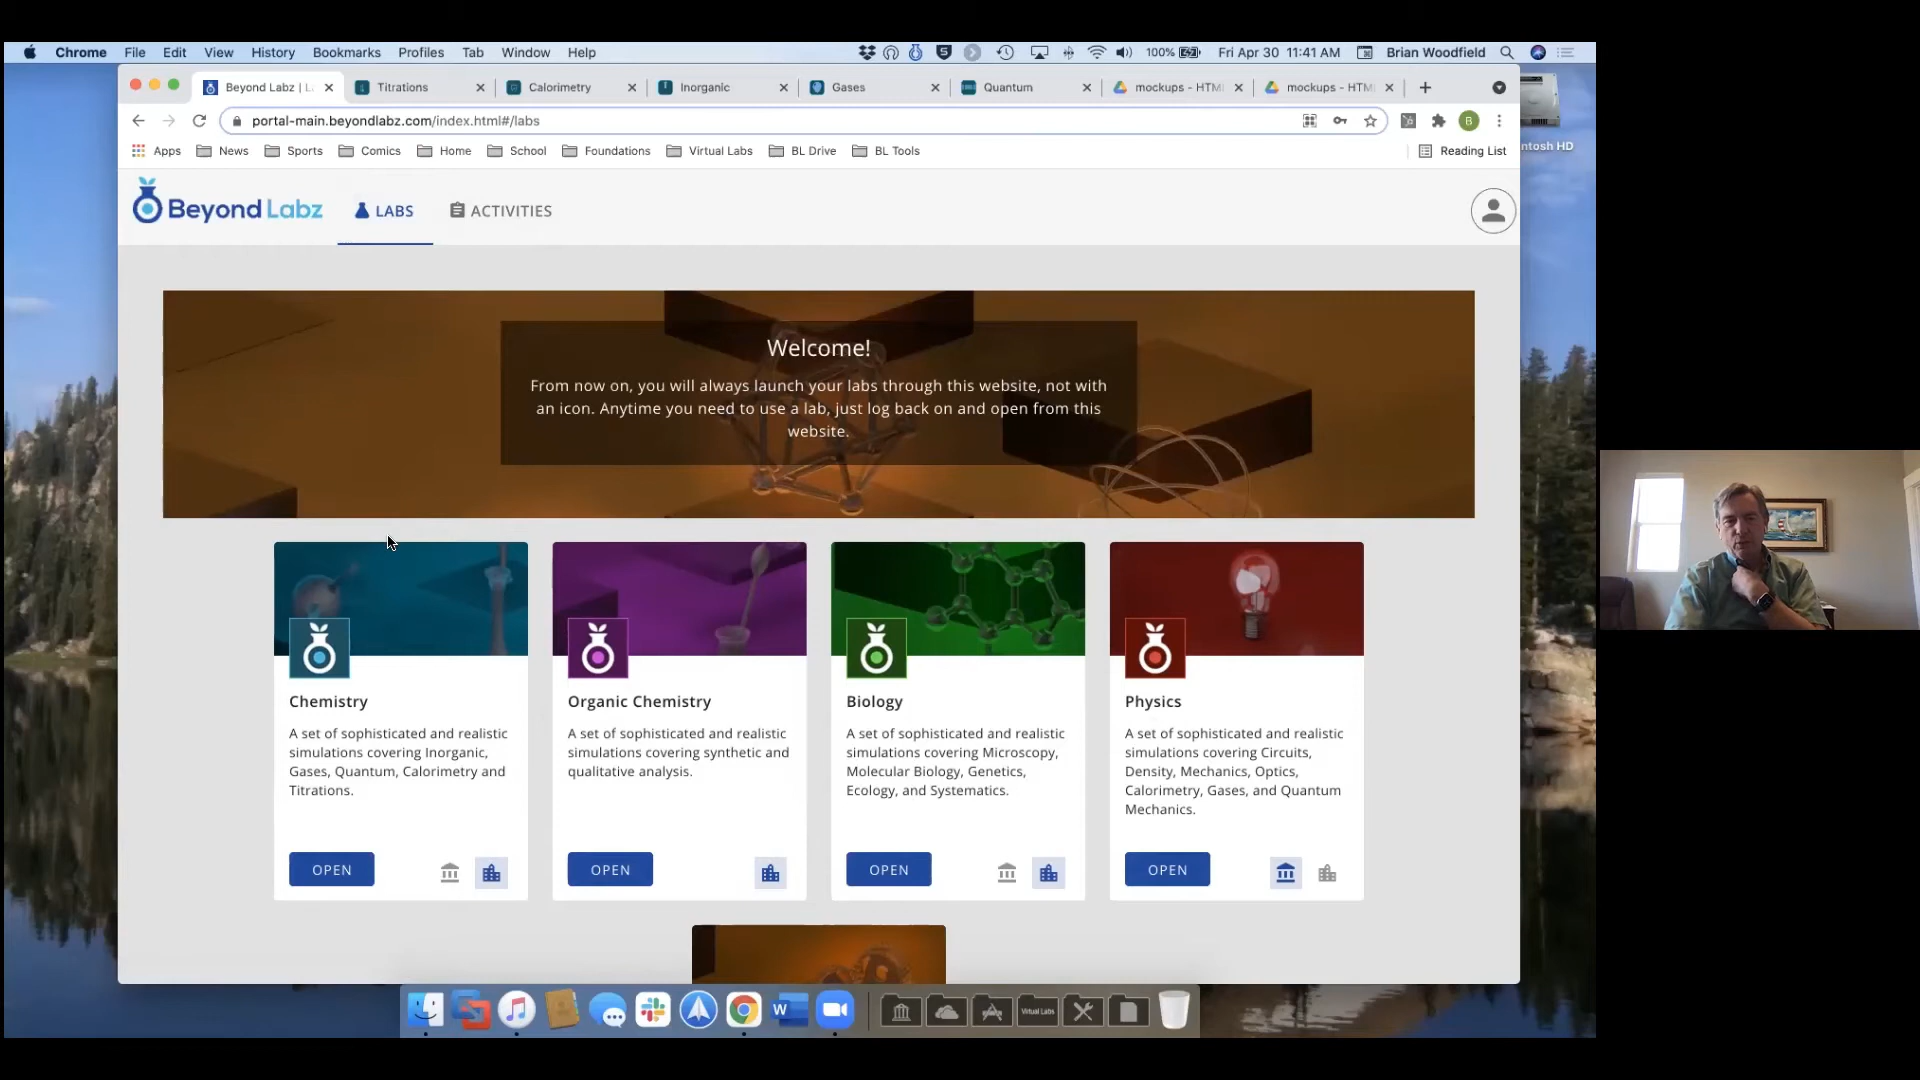 Chrome File Edit View History Bookmarks Profiles Tab Window Help 100% Fri Apr 30 11:41 AM Brian Woodfield
Beyond Labz | L Titrations Calorimetry Inorganic Gases Quantum mockups - HTM mockups - HTM
portal-main.beyondlabz.com/index.html#/labs B
Apps News Sports Comics Home School Foundations Virtual Labs BL Drive BL Tools Reading List
ntosh HD
Beyond Labz LABS ACTIVITIES
Welcome!
From now on, you will always launch your labs through this website, not with
an icon. Anytime you need to use a lab, just log back on and open from this
website.
Chemistry
A set of sophisticated and realistic
simulations covering Inorganic,
Gases, Quantum, Calorimetry and
Titrations.
OPEN
Organic Chemistry
A set of sophisticated and realistic
simulations covering synthetic and
qualitative analysis.
OPEN
Biology
A set of sophisticated and realistic
simulations covering Microscopy,
Molecular Biology, Genetics,
Ecology, and Systematics.
OPEN
Physics
A set of sophisticated and realistic
simulations covering Circuits,
Density, Mechanics, Optics,
Calorimetry, Gases, and Quantum
Mechanics.
OPEN
W
Virtual Labs